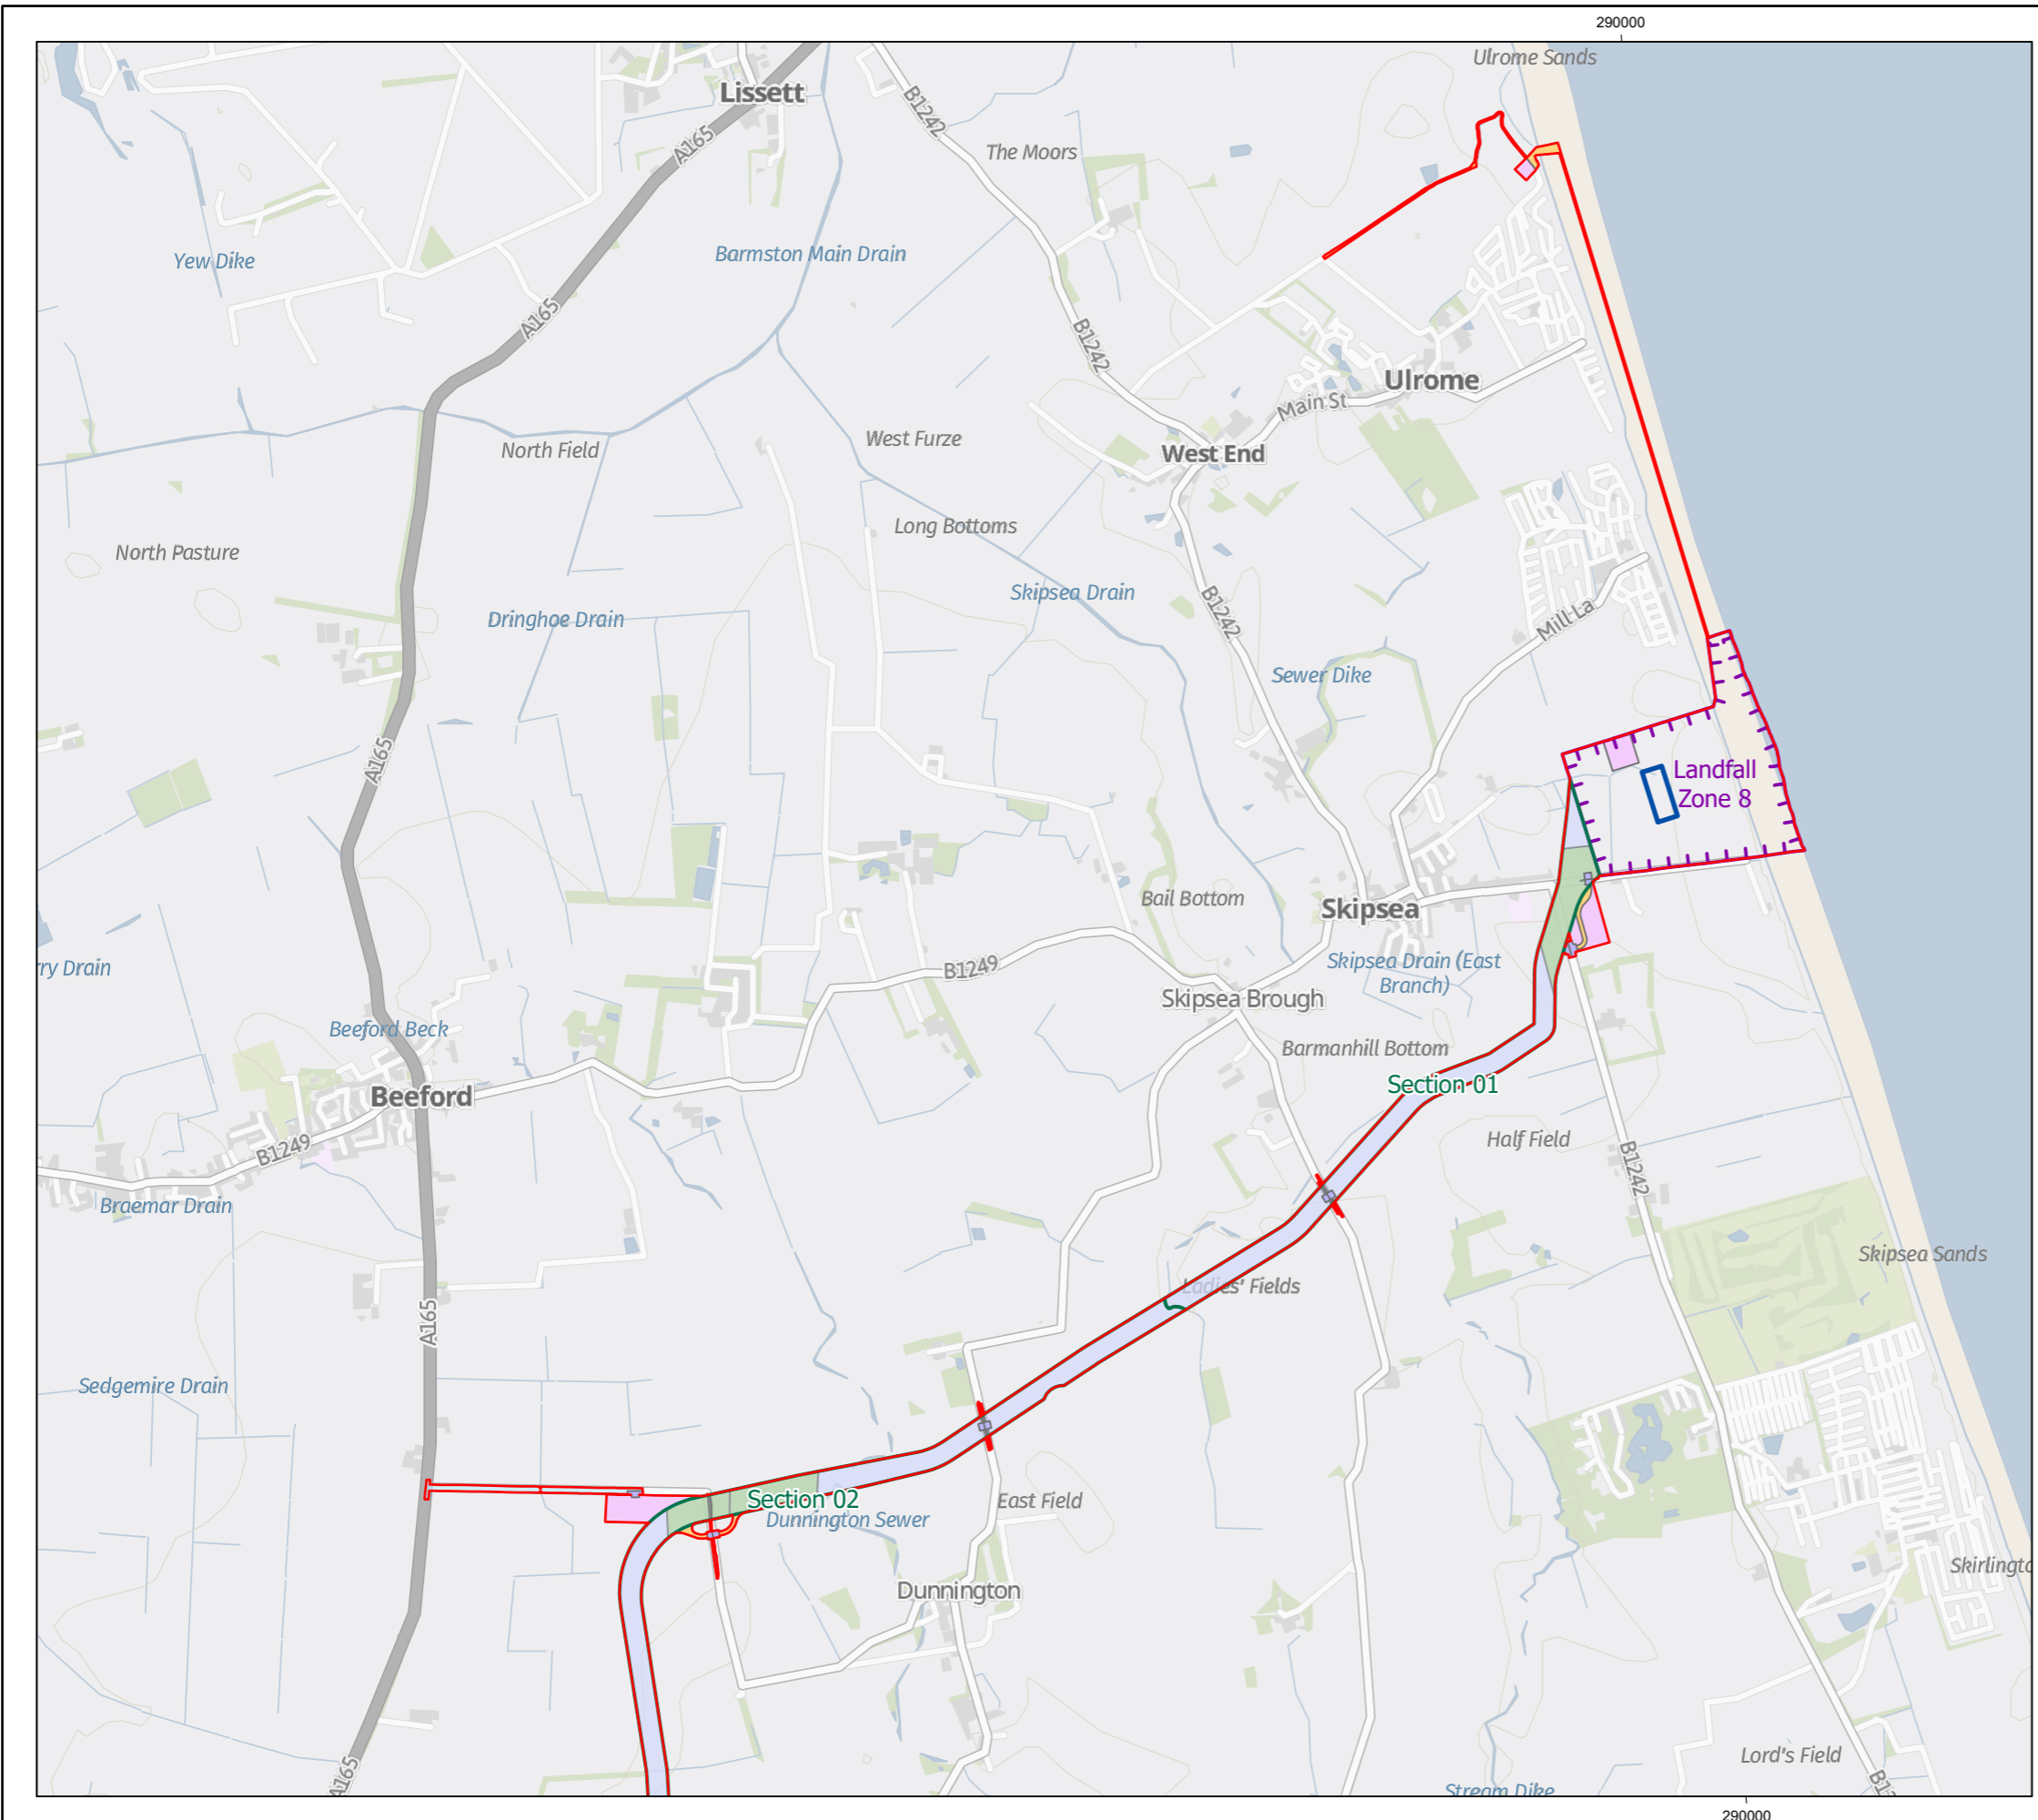 290000
Ulrome Sands
Lissett
B1242
A165
The Moors
Yew Dike
Barmston Main Drain
A165
B1242
Ulrome
Main St
West Furze
North Field
West End
Long Bottoms
North Pasture
Skipsea Drain
Dringhoe Drain
B1242
Mill La
Sewer Dike
A165
Landfall
Zone 8
Bail Bottom
Skipsea
B1249
Skipsea Drain (East
Branch)
rry Drain
Skipsea Brough
Beeford Beck
Barmanhill Bottom
Section 01
Beeford
Half Field
B1249
B1242
Braemar Drain
Skipsea Sands
Ladies' Fields
A165
Sedgemire Drain
Section 02
East Field
Dunnington Sewer
Skirlingto
Dunnington
Lord's Field
A165
Stream Dike
B12
290000